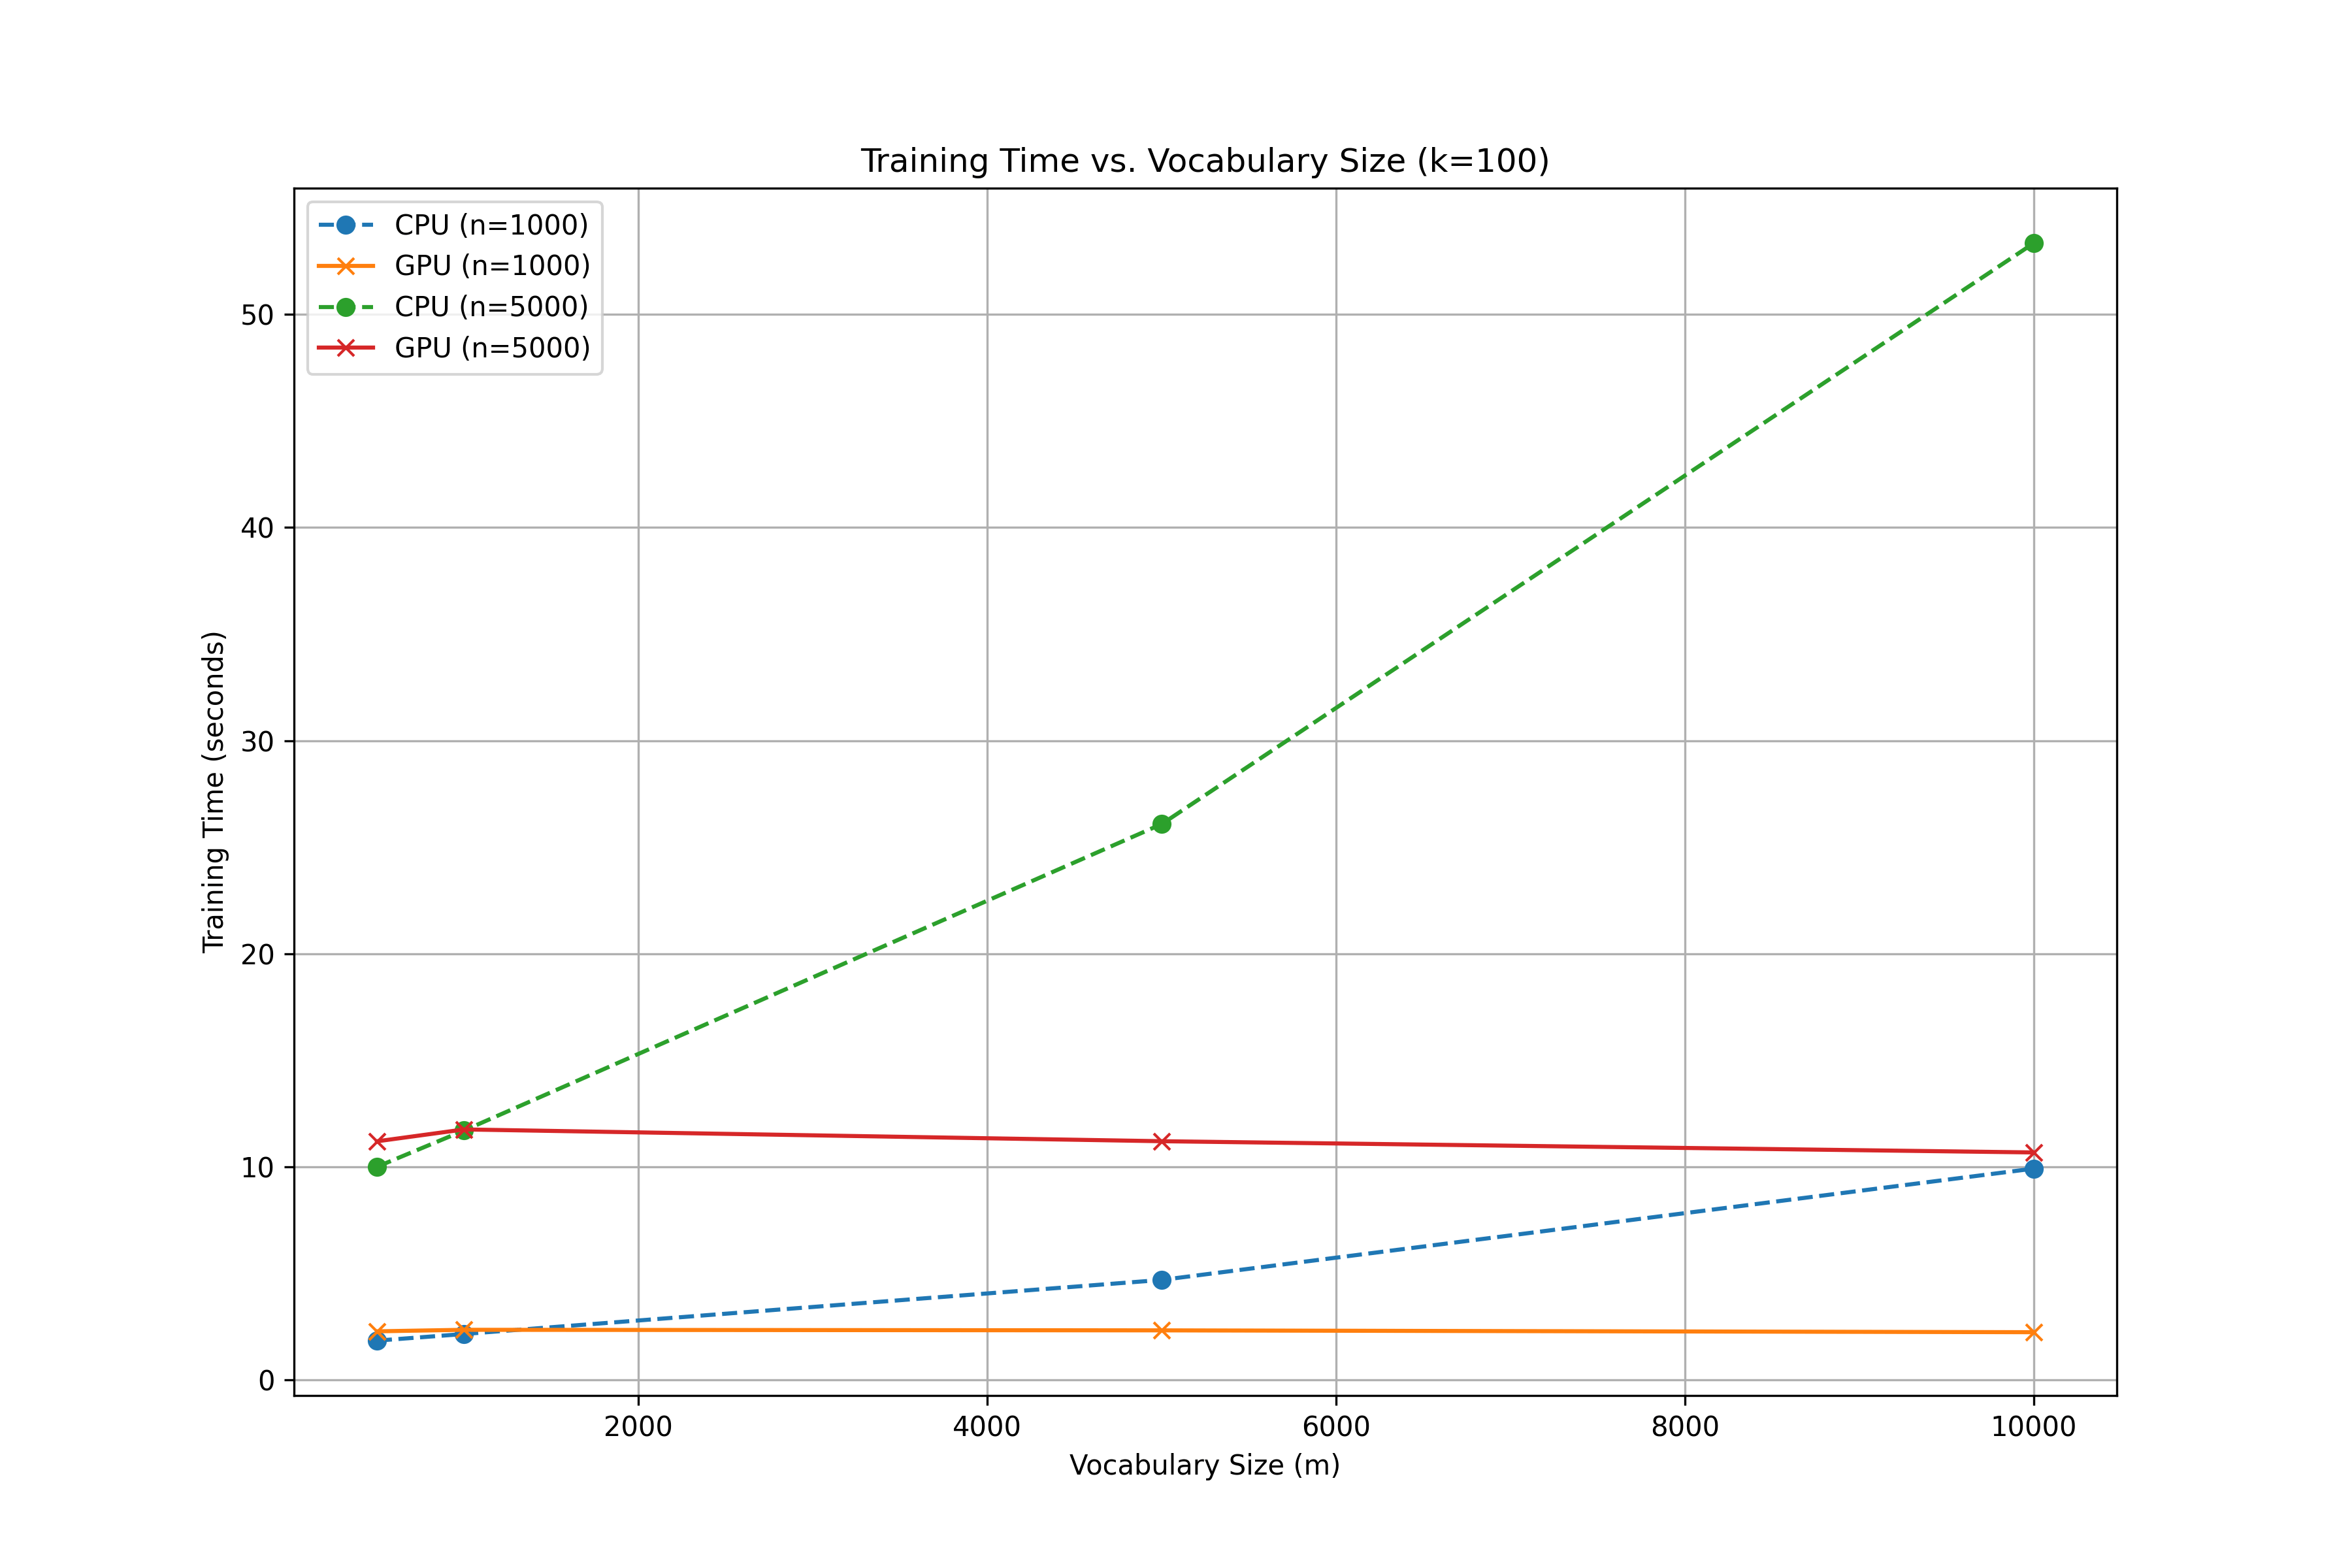 Training Time vs. Vocabulary Size (k=100)
CPU (n=1000)
GPU (n=1000)
CPU (n=5000)
GPU (n=5000)
Training Time (seconds)
50
40
30
20
10
0
2000 4000 6000 8000 10000
Vocabulary Size (m)